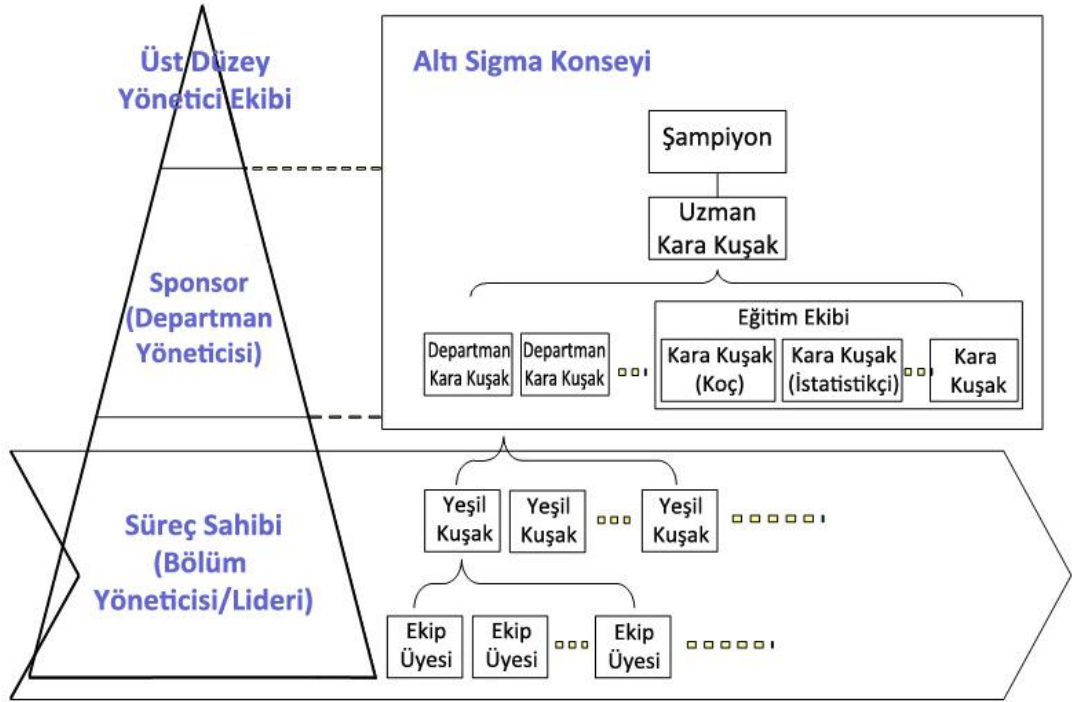 Üst Düzey
Yönetici Ekibi
Altı Sigma Konseyi
Şampiyon
Uzman
Kara Kuşak
Sponsor
(Departman
Yöneticisi)
Departman
Kara Kuşak
Departman
Kara Kuşak
Eğitim Ekibi
Kara Kuşak
(Koç)
Kara Kuşak
(İstatistikçi)
Kara
Kuşak
Süreç Sahibi
(Bölüm
Yöneticisi/Lideri)
Yeşil
Kuşak
Yeşil
Kuşak
Yeşil
Kuşak
Ekip
Üyesi
Ekip
Üyesi
Ekip
Üyesi